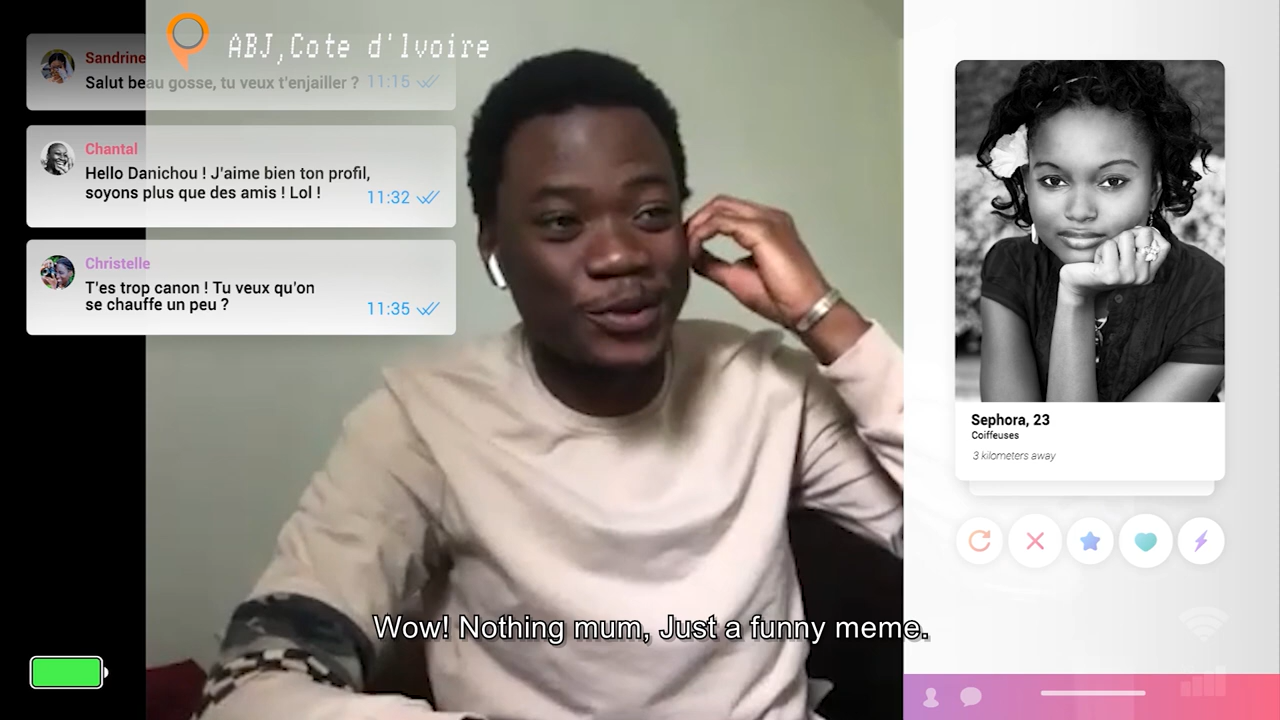 ABJ,Cote d'Ivoire
Sandrine
Salut beau gosse, tu veux t'enjailler ? 11:15
Chantal
Hello Danichou ! J'aime bien ton profil,
soyons plus que des amis ! Lol !
11:32
Christelle
T'es trop canon ! Tu veux qu'on
se chauffe un peu ?
11:35
Sephora, 23
Coiffeuses
3 kilometers away
Wow! Nothing mum, Just a funny meme.